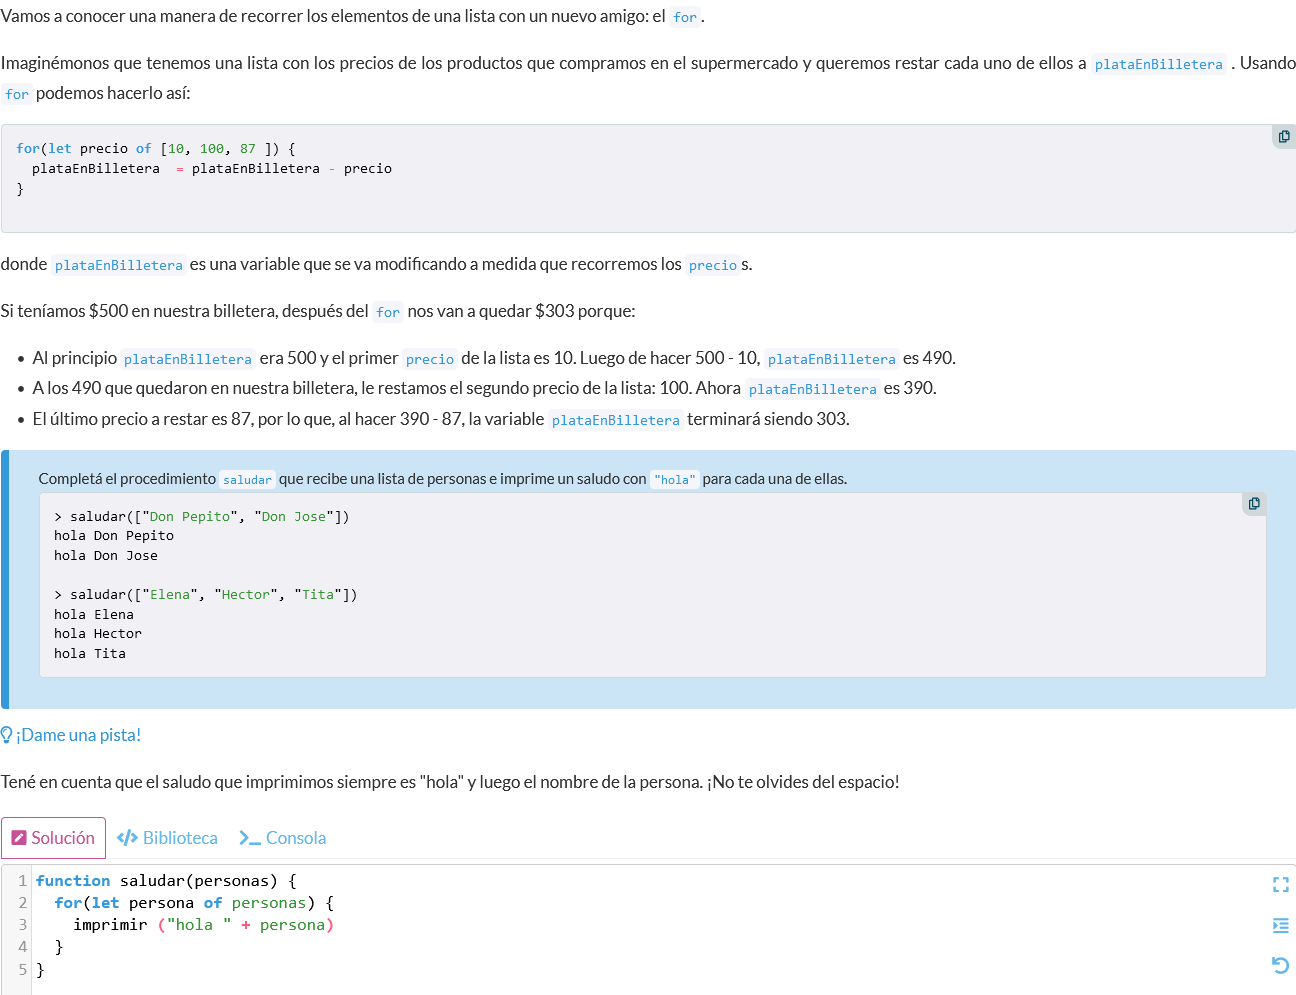 Vamos a conocer una manera de recorrer los elementos de una lista con un nuevo amigo: el for .
Imaginémonos que tenemos una lista con los precios de los productos que compramos en el supermercado y queremos restar cada uno de ellos a plataEnBilletera . Usando
for podemos hacerlo así:
for(let precio of [10, 100, 87 ]) {
  plataEnBilletera  = plataEnBilletera - precio
}
donde plataEnBilletera es una variable que se va modificando a medida que recorremos los precio s.
Si teníamos $500 en nuestra billetera, después del for nos van a quedar $303 porque:
• Al principio plataEnBilletera era 500 y el primer precio de la lista es 10. Luego de hacer 500 - 10, plataEnBilletera es 490.
• A los 490 que quedaron en nuestra billetera, le restamos el segundo precio de la lista: 100. Ahora plataEnBilletera es 390.
• El último precio a restar es 87, por lo que, al hacer 390 - 87, la variable plataEnBilletera terminará siendo 303.
Completá el procedimiento saludar que recibe una lista de personas e imprime un saludo con "hola" para cada una de ellas.
> saludar(["Don Pepito", "Don Jose"])
hola Don Pepito
hola Don Jose
> saludar(["Elena", "Hector", "Tita"])
hola Elena
hola Hector
hola Tita
¡Dame una pista!
Tené en cuenta que el saludo que imprimimos siempre es "hola" y luego el nombre de la persona. ¡No te olvides del espacio!
Solución </> Biblioteca >_ Consola
1 function saludar(personas) {
2   for(let persona of personas) {
3     imprimir ("hola " + persona)
4   }
5 }